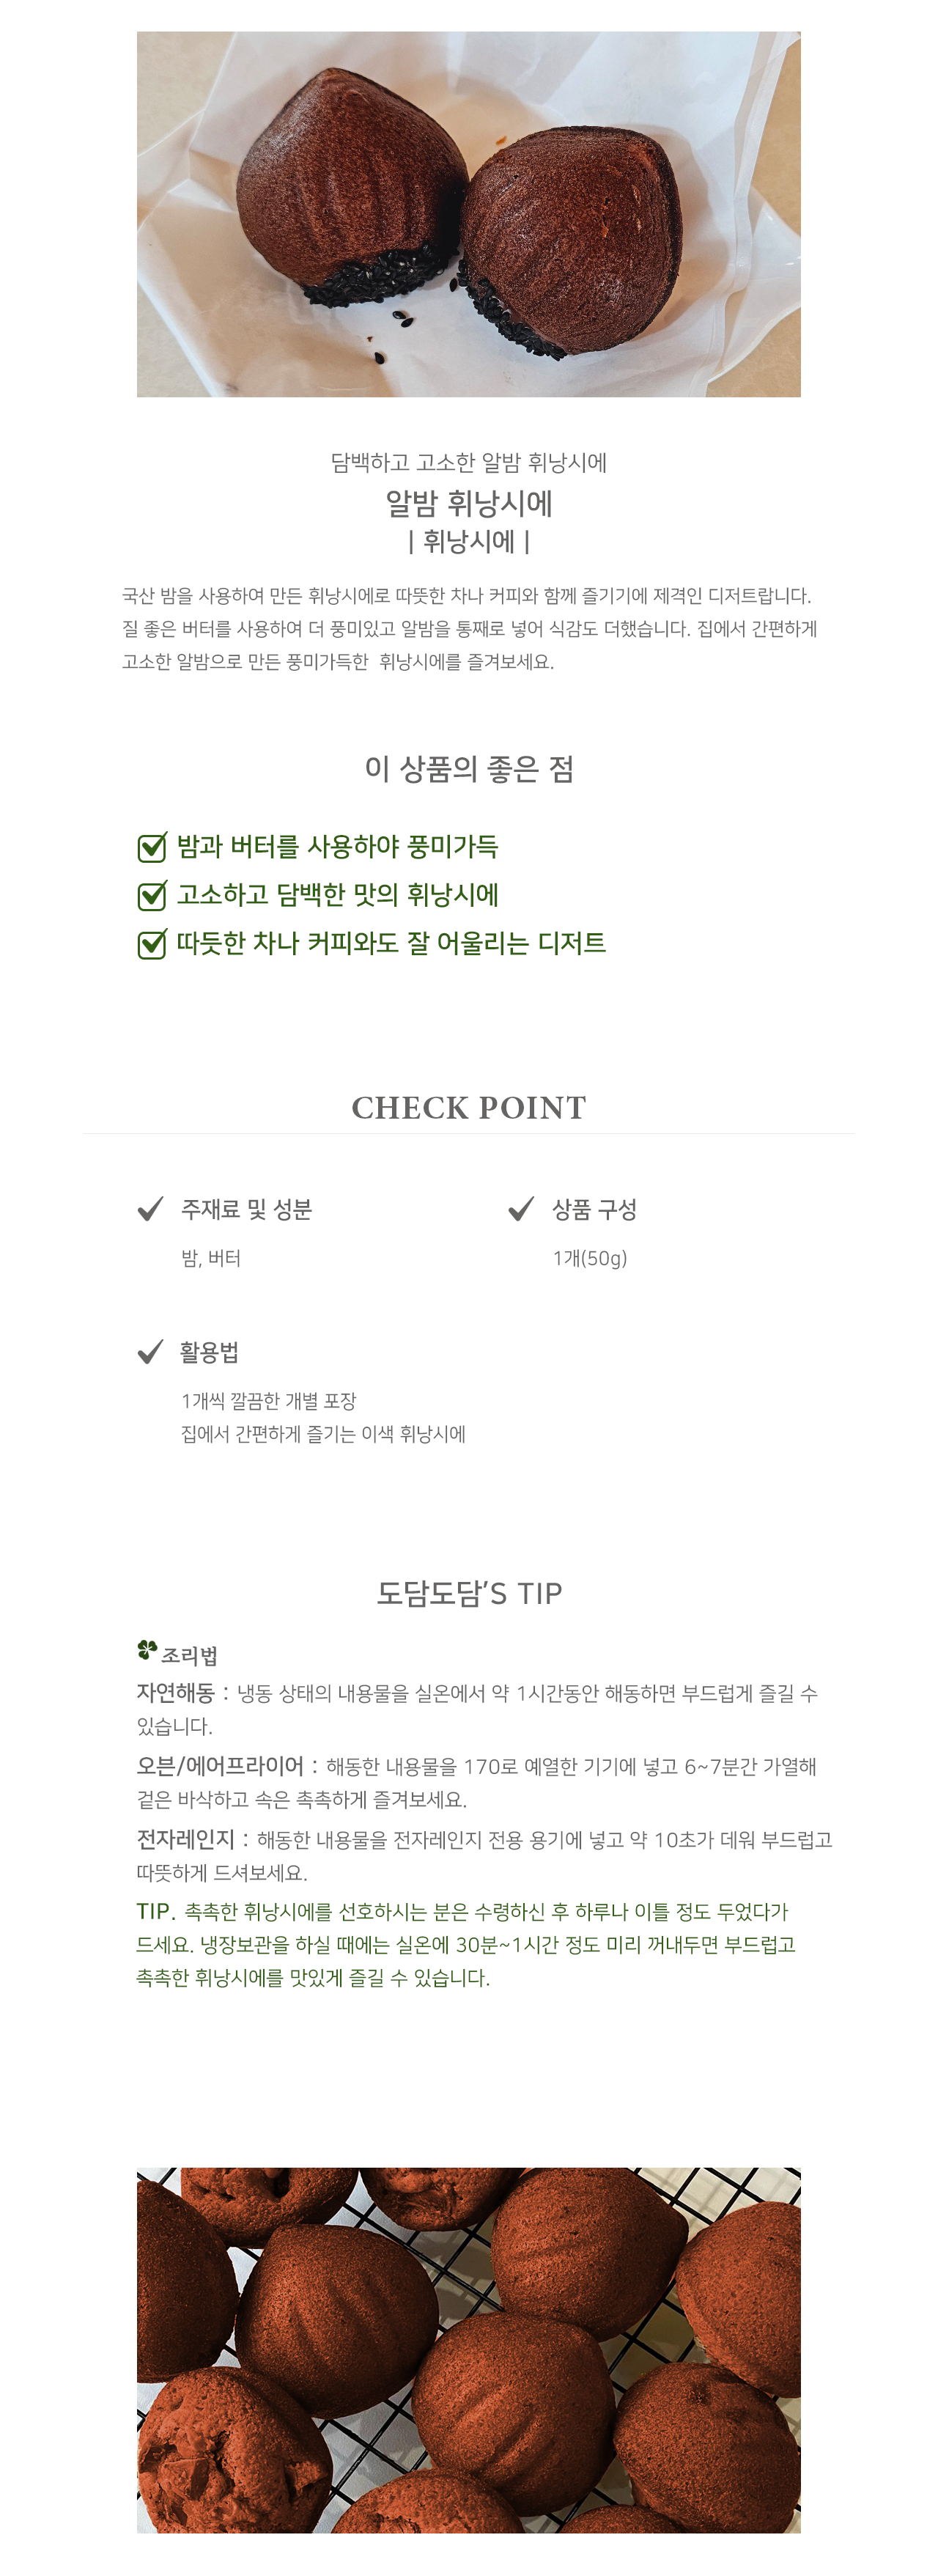 담백하고 고소한 알밤 휘낭시에
알밤 휘낭시에
| 휘낭시에 |
국산 밤을 사용하여 만든 휘낭시에로 따뜻한 차나 커피와 함께 즐기기에 제격인 디저트랍니다.
질 좋은 버터를 사용하여 더 풍미있고 알밤을 통째로 넣어 식감도 더했습니다. 집에서 간편하게
고소한 알밤으로 만든 풍미가득한 휘낭시에를 즐겨보세요.
이 상품의 좋은 점
밤과 버터를 사용하야 풍미가득
고소하고 담백한 맛의 휘낭시에
따듯한 차나 커피와도 잘 어울리는 디저트
CHECK POINT
주재료 및 성분
밤, 버터
상품 구성
1개(50g)
활용법
1개씩 깔끔한 개별 포장
집에서 간편하게 즐기는 이색 휘낭시에
도담도담’S TIP
조리법
자연해동 : 냉동 상태의 내용물을 실온에서 약 1시간동안 해동하면 부드럽게 즐길 수
있습니다.
오븐/에어프라이어 : 해동한 내용물을 170로 예열한 기기에 넣고 6~7분간 가열해
겉은 바삭하고 속은 촉촉하게 즐겨보세요.
전자레인지 : 해동한 내용물을 전자레인지 전용 용기에 넣고 약 10초가 데워 부드럽고
따뜻하게 드셔보세요.
TIP. 촉촉한 휘낭시에를 선호하시는 분은 수령하신 후 하루나 이틀 정도 두었다가
드세요. 냉장보관을 하실 때에는 실온에 30분~1시간 정도 미리 꺼내두면 부드럽고
촉촉한 휘낭시에를 맛있게 즐길 수 있습니다.